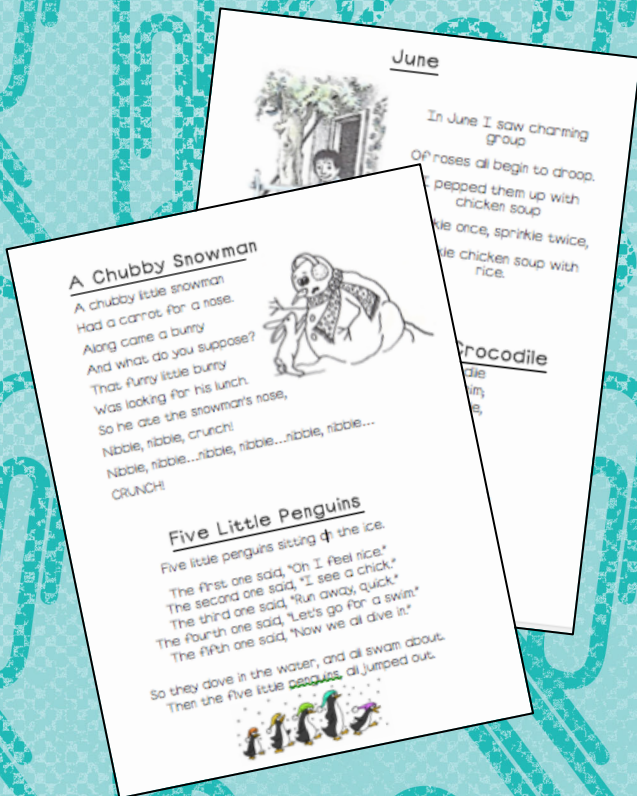 June
In June I saw charming
group
Of roses all begin to droop.
I pepped them up with
chicken soup
once, sprinkle twice,
chicken soup with
rice.
Crocodile
A Chubby Snowman
A chubby little snowman
Had a carrot for a nose.
Along came a bunny
And what do you suppose?
That funny little bunny
Was looking for his lunch.
So he ate the snowman's nose,
Nibble, nibble, crunch!
Nibble, nibble...nibble, nibble...nibble, nibble...
CRUNCH!
Five Little Penguins
Five little penguins sitting on the ice.
The first one said, "Oh I feel nice."
The second one said, "I see a chick."
The third one said, "Run away, quick."
The fourth one said, "Let's go for a swim."
The fifth one said, "Now we all dive in."
So they dove in the water, and all swam about.
Then the five little penguins, all jumped out.